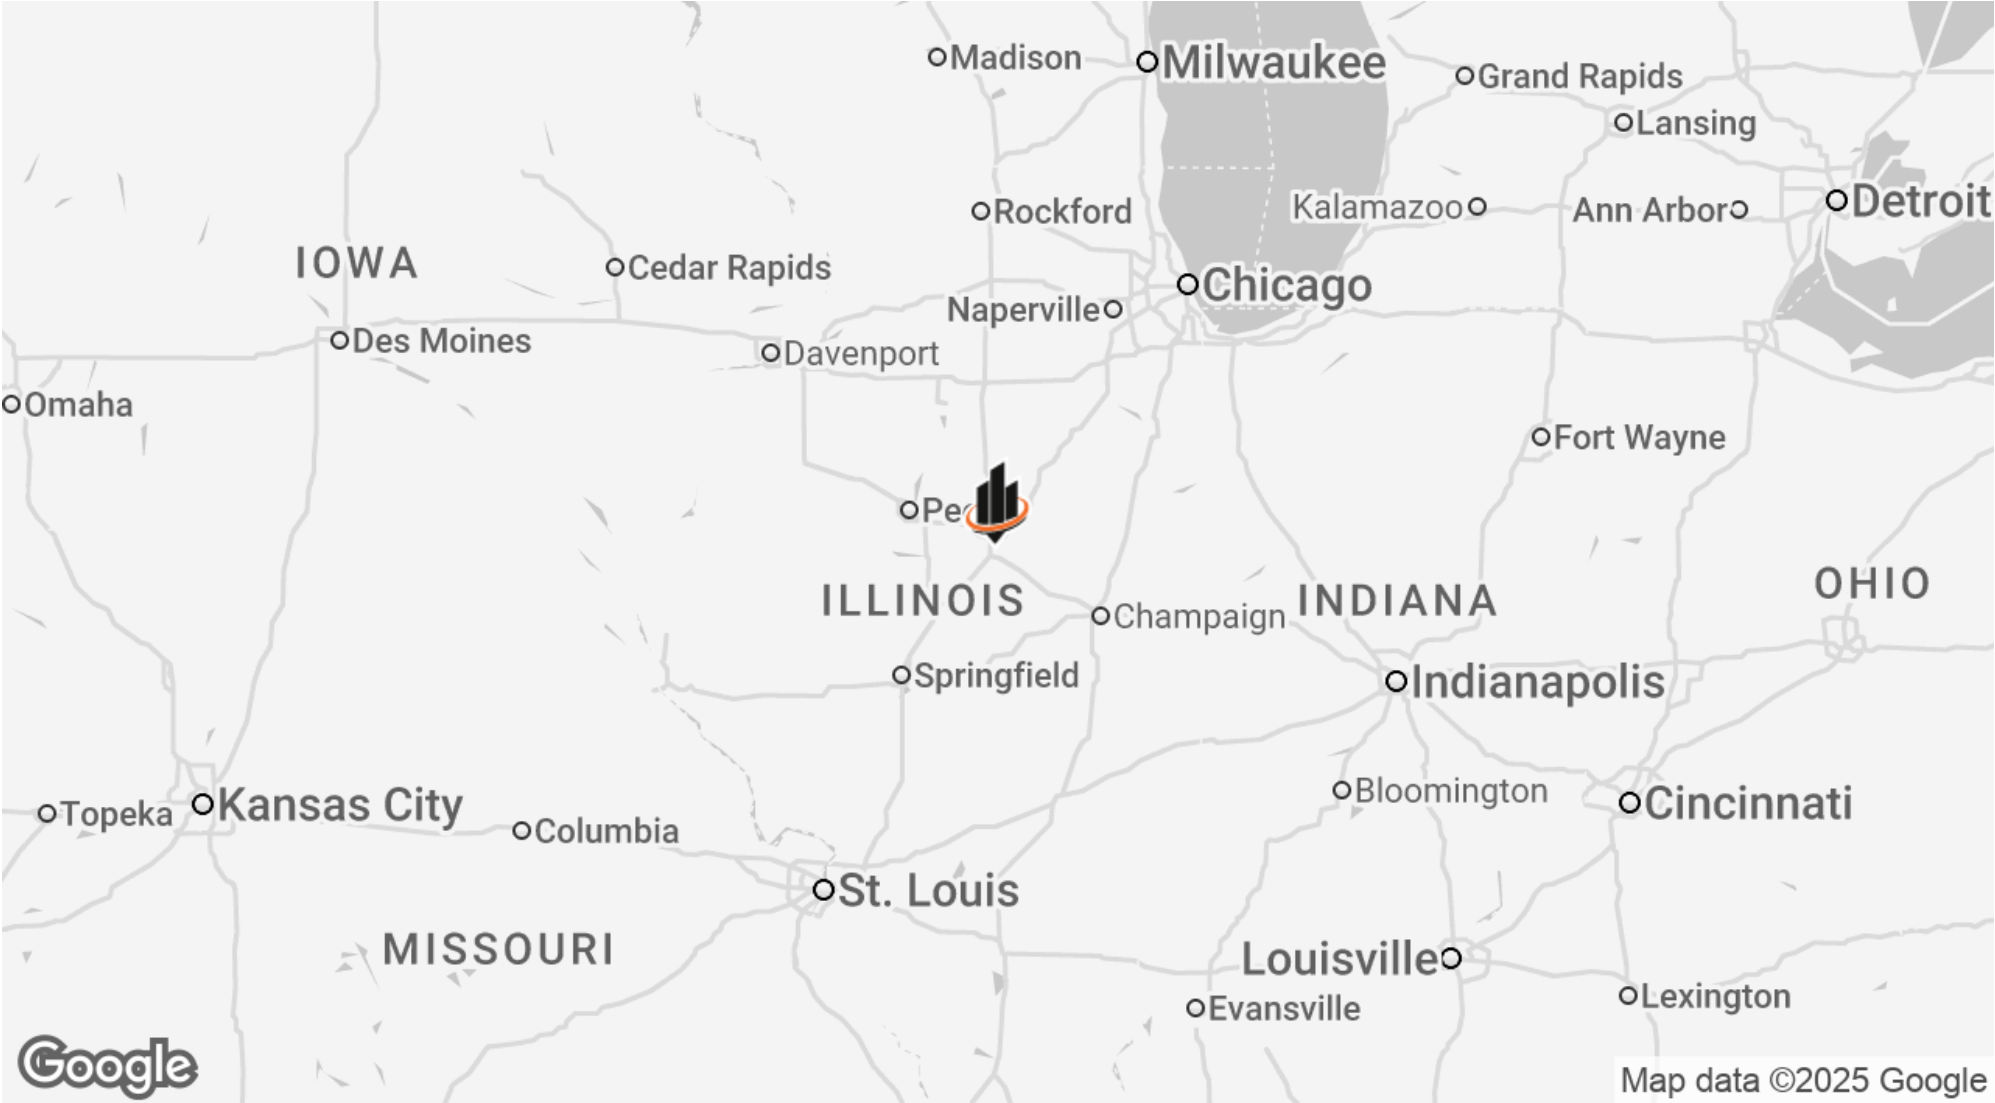 Madison
Milwaukee
Grand Rapids
Lansing
Rockford
Kalamazoo
Ann Arbor
Detroit
IOWA
Cedar Rapids
Chicago
Naperville
Des Moines
Davenport
Omaha
Fort Wayne
Pe
ILLINOIS
INDIANA
OHIO
Champaign
Springfield
Indianapolis
Topeka
Kansas City
Columbia
Bloomington
Cincinnati
St. Louis
MISSOURI
Louisville
Evansville
Lexington
Google
Map data ©2025 Google